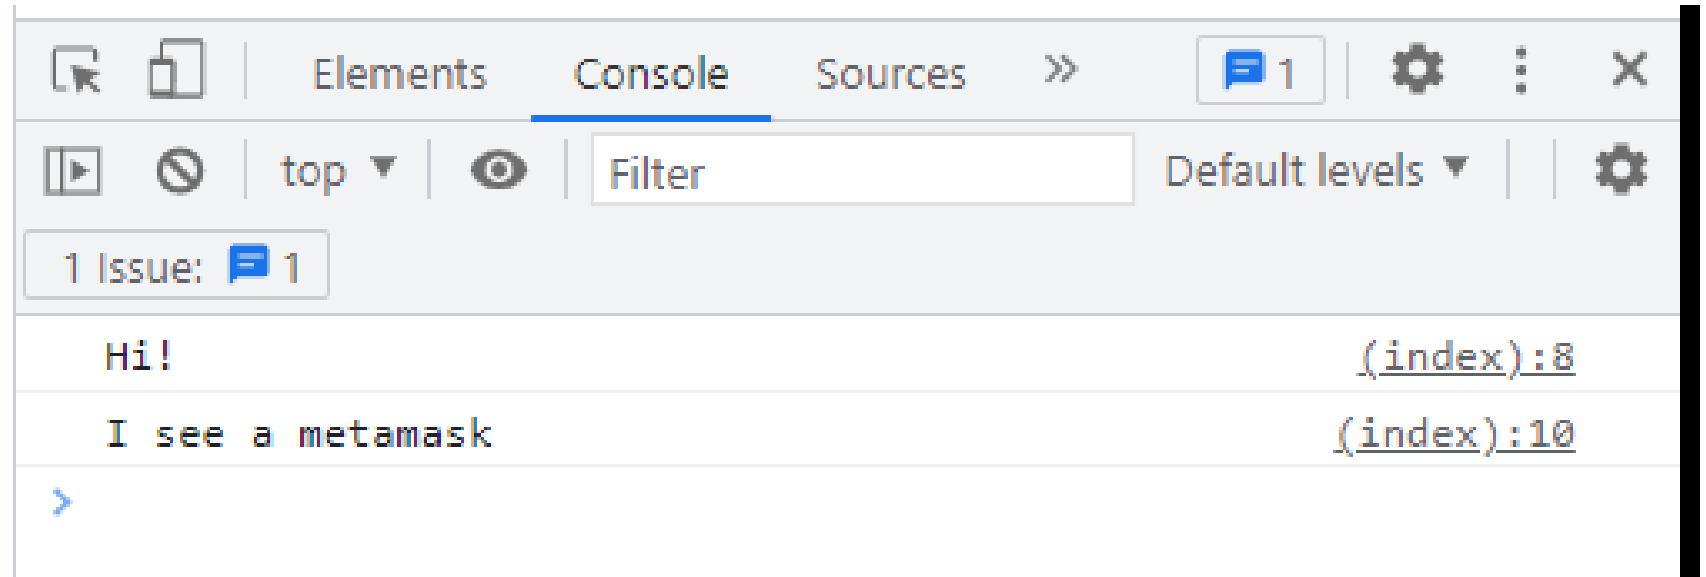 Elements Console Sources 1
top Filter Default levels
1 Issue: 1
Hi! (index):8
I see a metamask (index):10